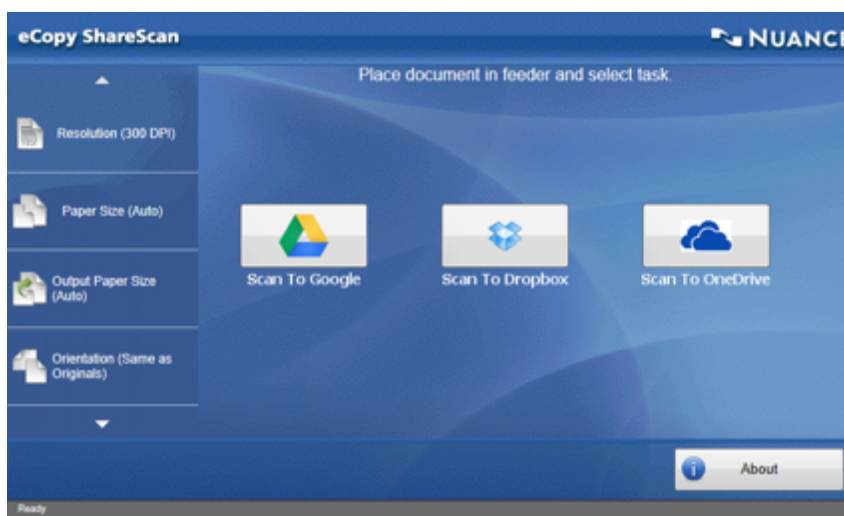 eCopy ShareScan
NUANCE
Place document in feeder and select task.
Resolution (300 DPI)
Paper Size (Auto)
Output Paper Size
(Auto)
Orientation (Same as
Originals)
Scan To Google
Scan To Dropbox
Scan To OneDrive
About
Ready